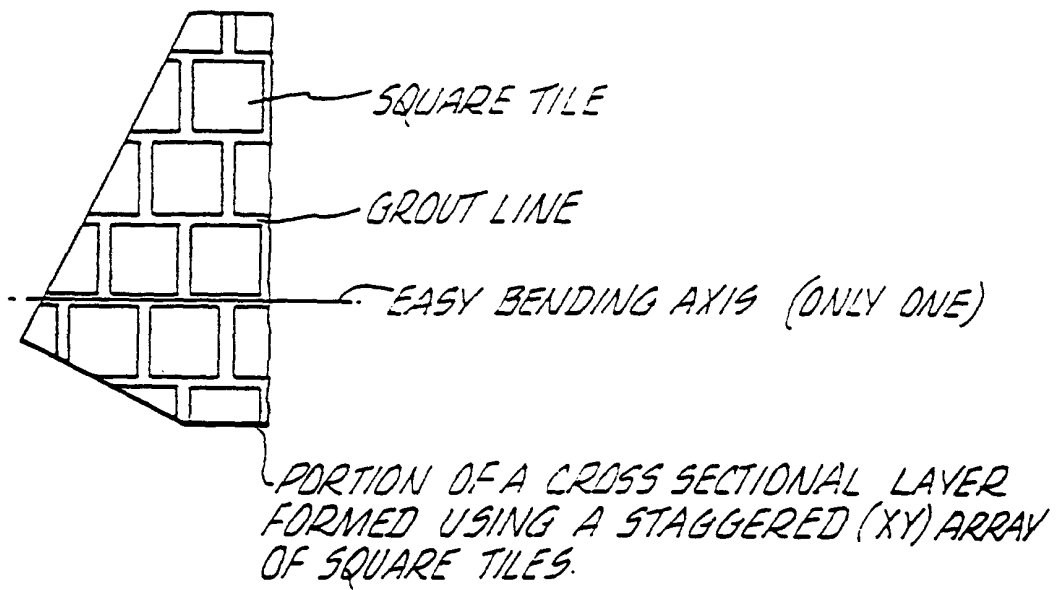 SQUARE TILE
GROUT LINE
EASY BENDING AXIS (ONLY ONE)
PORTION OF A CROSS SECTIONAL LAYER
FORMED USING A STAGGERED (XY) ARRAY
OF SQUARE TILES.